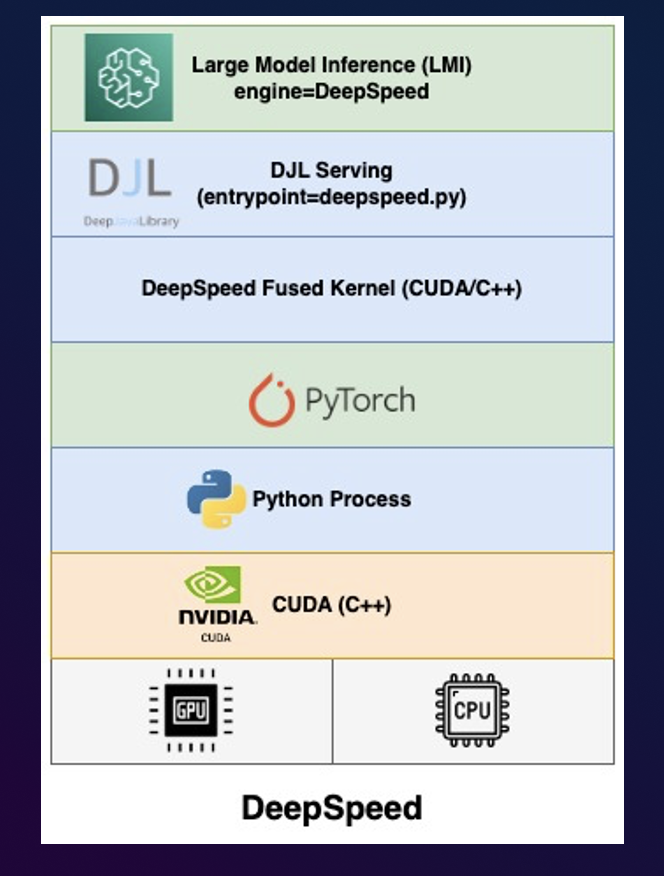 Large Model Inference (LMI)
engine=DeepSpeed
DJL
DeepJavaLibrary
DJL Serving
(entrypoint=deepspeed.py)
DeepSpeed Fused Kernel (CUDA/C++)
PyTorch
Python Process
NVIDIA.
CUDA
CUDA (C++)
GPU
CPU
DeepSpeed